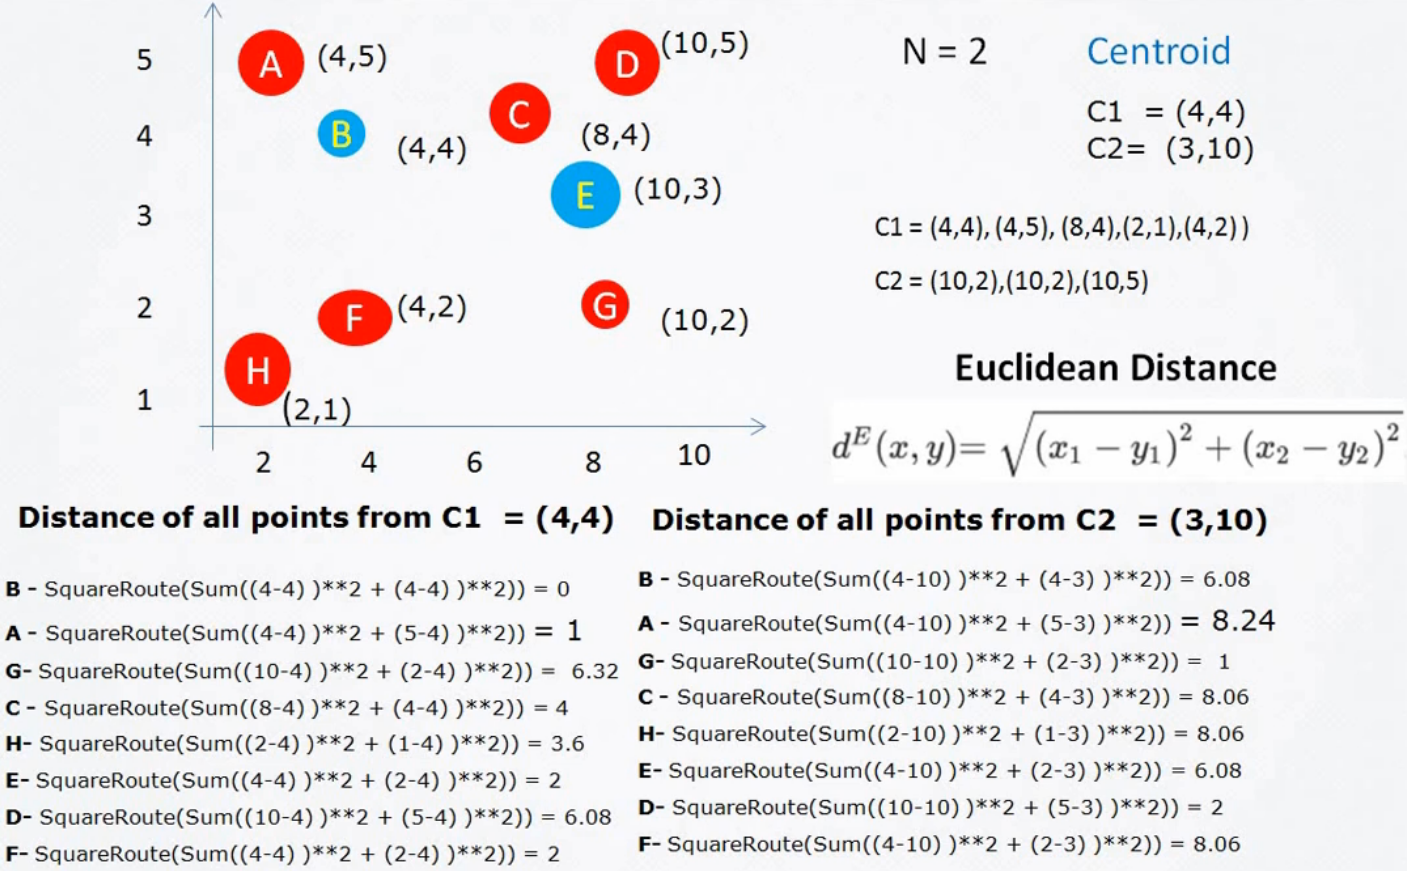 5
A (4,5)
D (10,5)
C
4
B
(4,4)
(8,4)
3
E (10,3)
2
F (4,2)
G
(10,2)
H
1
(2,1)
2 4 6 8 10
N = 2
Centroid
C1 = (4,4)
C2= (3,10)
C1 = (4,4), (4,5), (8,4),(2,1),(4,2))
C2 = (10,2),(10,2),(10,5)
Euclidean Distance
d^E (x, y)= √(x₁ − y₁)² + (x₂ − y₂)²
Distance of all points from C1 = (4,4)
B - SquareRoute(Sum((4-4) )**2 + (4-4) )**2)) = 0
A - SquareRoute(Sum((4-4) )**2 + (5-4) )**2)) = 1
G- SquareRoute(Sum((10-4) )**2 + (2-4) )**2)) = 6.32
C - SquareRoute(Sum((8-4) )**2 + (4-4) )**2)) = 4
H- SquareRoute(Sum((2-4) )**2 + (1-4) )**2)) = 3.6
E- SquareRoute(Sum((4-4) )**2 + (2-4) )**2)) = 2
D- SquareRoute(Sum((10-4) )**2 + (5-4) )**2)) = 6.08
F- SquareRoute(Sum((4-4) )**2 + (2-4) )**2)) = 2
Distance of all points from C2 = (3,10)
B - SquareRoute(Sum((4-10) )**2 + (4-3) )**2)) = 6.08
A - SquareRoute(Sum((4-10) )**2 + (5-3) )**2)) = 8.24
G- SquareRoute(Sum((10-10) )**2 + (2-3) )**2)) = 1
C - SquareRoute(Sum((8-10) )**2 + (4-3) )**2)) = 8.06
H- SquareRoute(Sum((2-10) )**2 + (1-3) )**2)) = 8.06
E- SquareRoute(Sum((4-10) )**2 + (2-3) )**2)) = 6.08
D- SquareRoute(Sum((10-10) )**2 + (5-3) )**2)) = 2
F- SquareRoute(Sum((4-10) )**2 + (2-3) )**2)) = 8.06